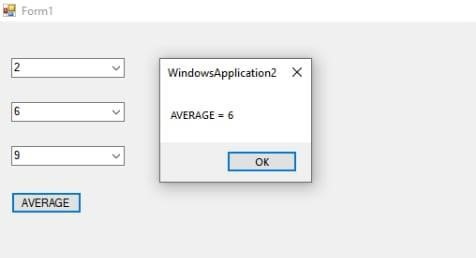 Form1
2
6
9
AVERAGE
WindowsApplication2
AVERAGE = 6
OK